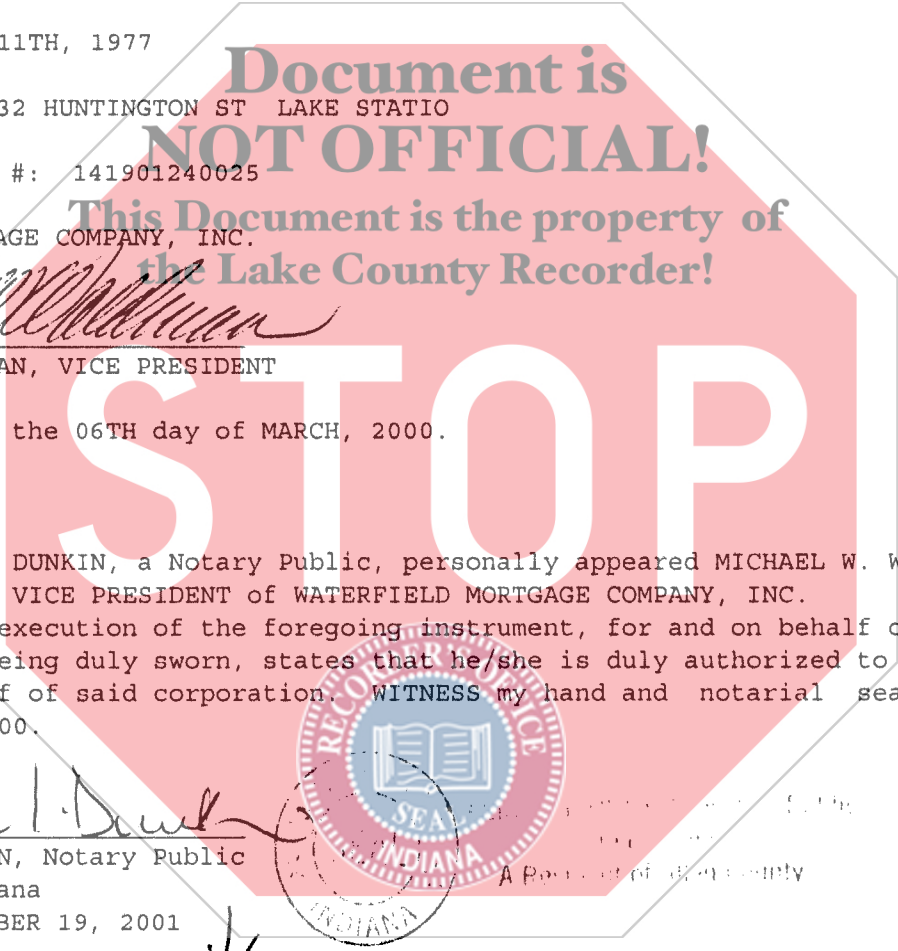 11TH, 1977
Document is
32 HUNTINGTON ST LAKE STATIO
NOT OFFICIAL!
#: 141901240025
This Document is the property of
AGE COMPANY, INC.
the Lake County Recorder!
AN, VICE PRESIDENT
STOP
the 06TH day of MARCH, 2000.
DUNKIN, a Notary Public, personally appeared MICHAEL W. W
VICE PRESIDENT of WATERFIELD MORTGAGE COMPANY, INC.
execution of the foregoing instrument, for and on behalf o
eing duly sworn, states that he/she is duly authorized to
f of said corporation. WITNESS my hand and notarial sea
00.
RECORDER'S OFFICE
SEAL
INDIANA
N, Notary Public
A
County
ana
INDIANA
BER 19, 2001